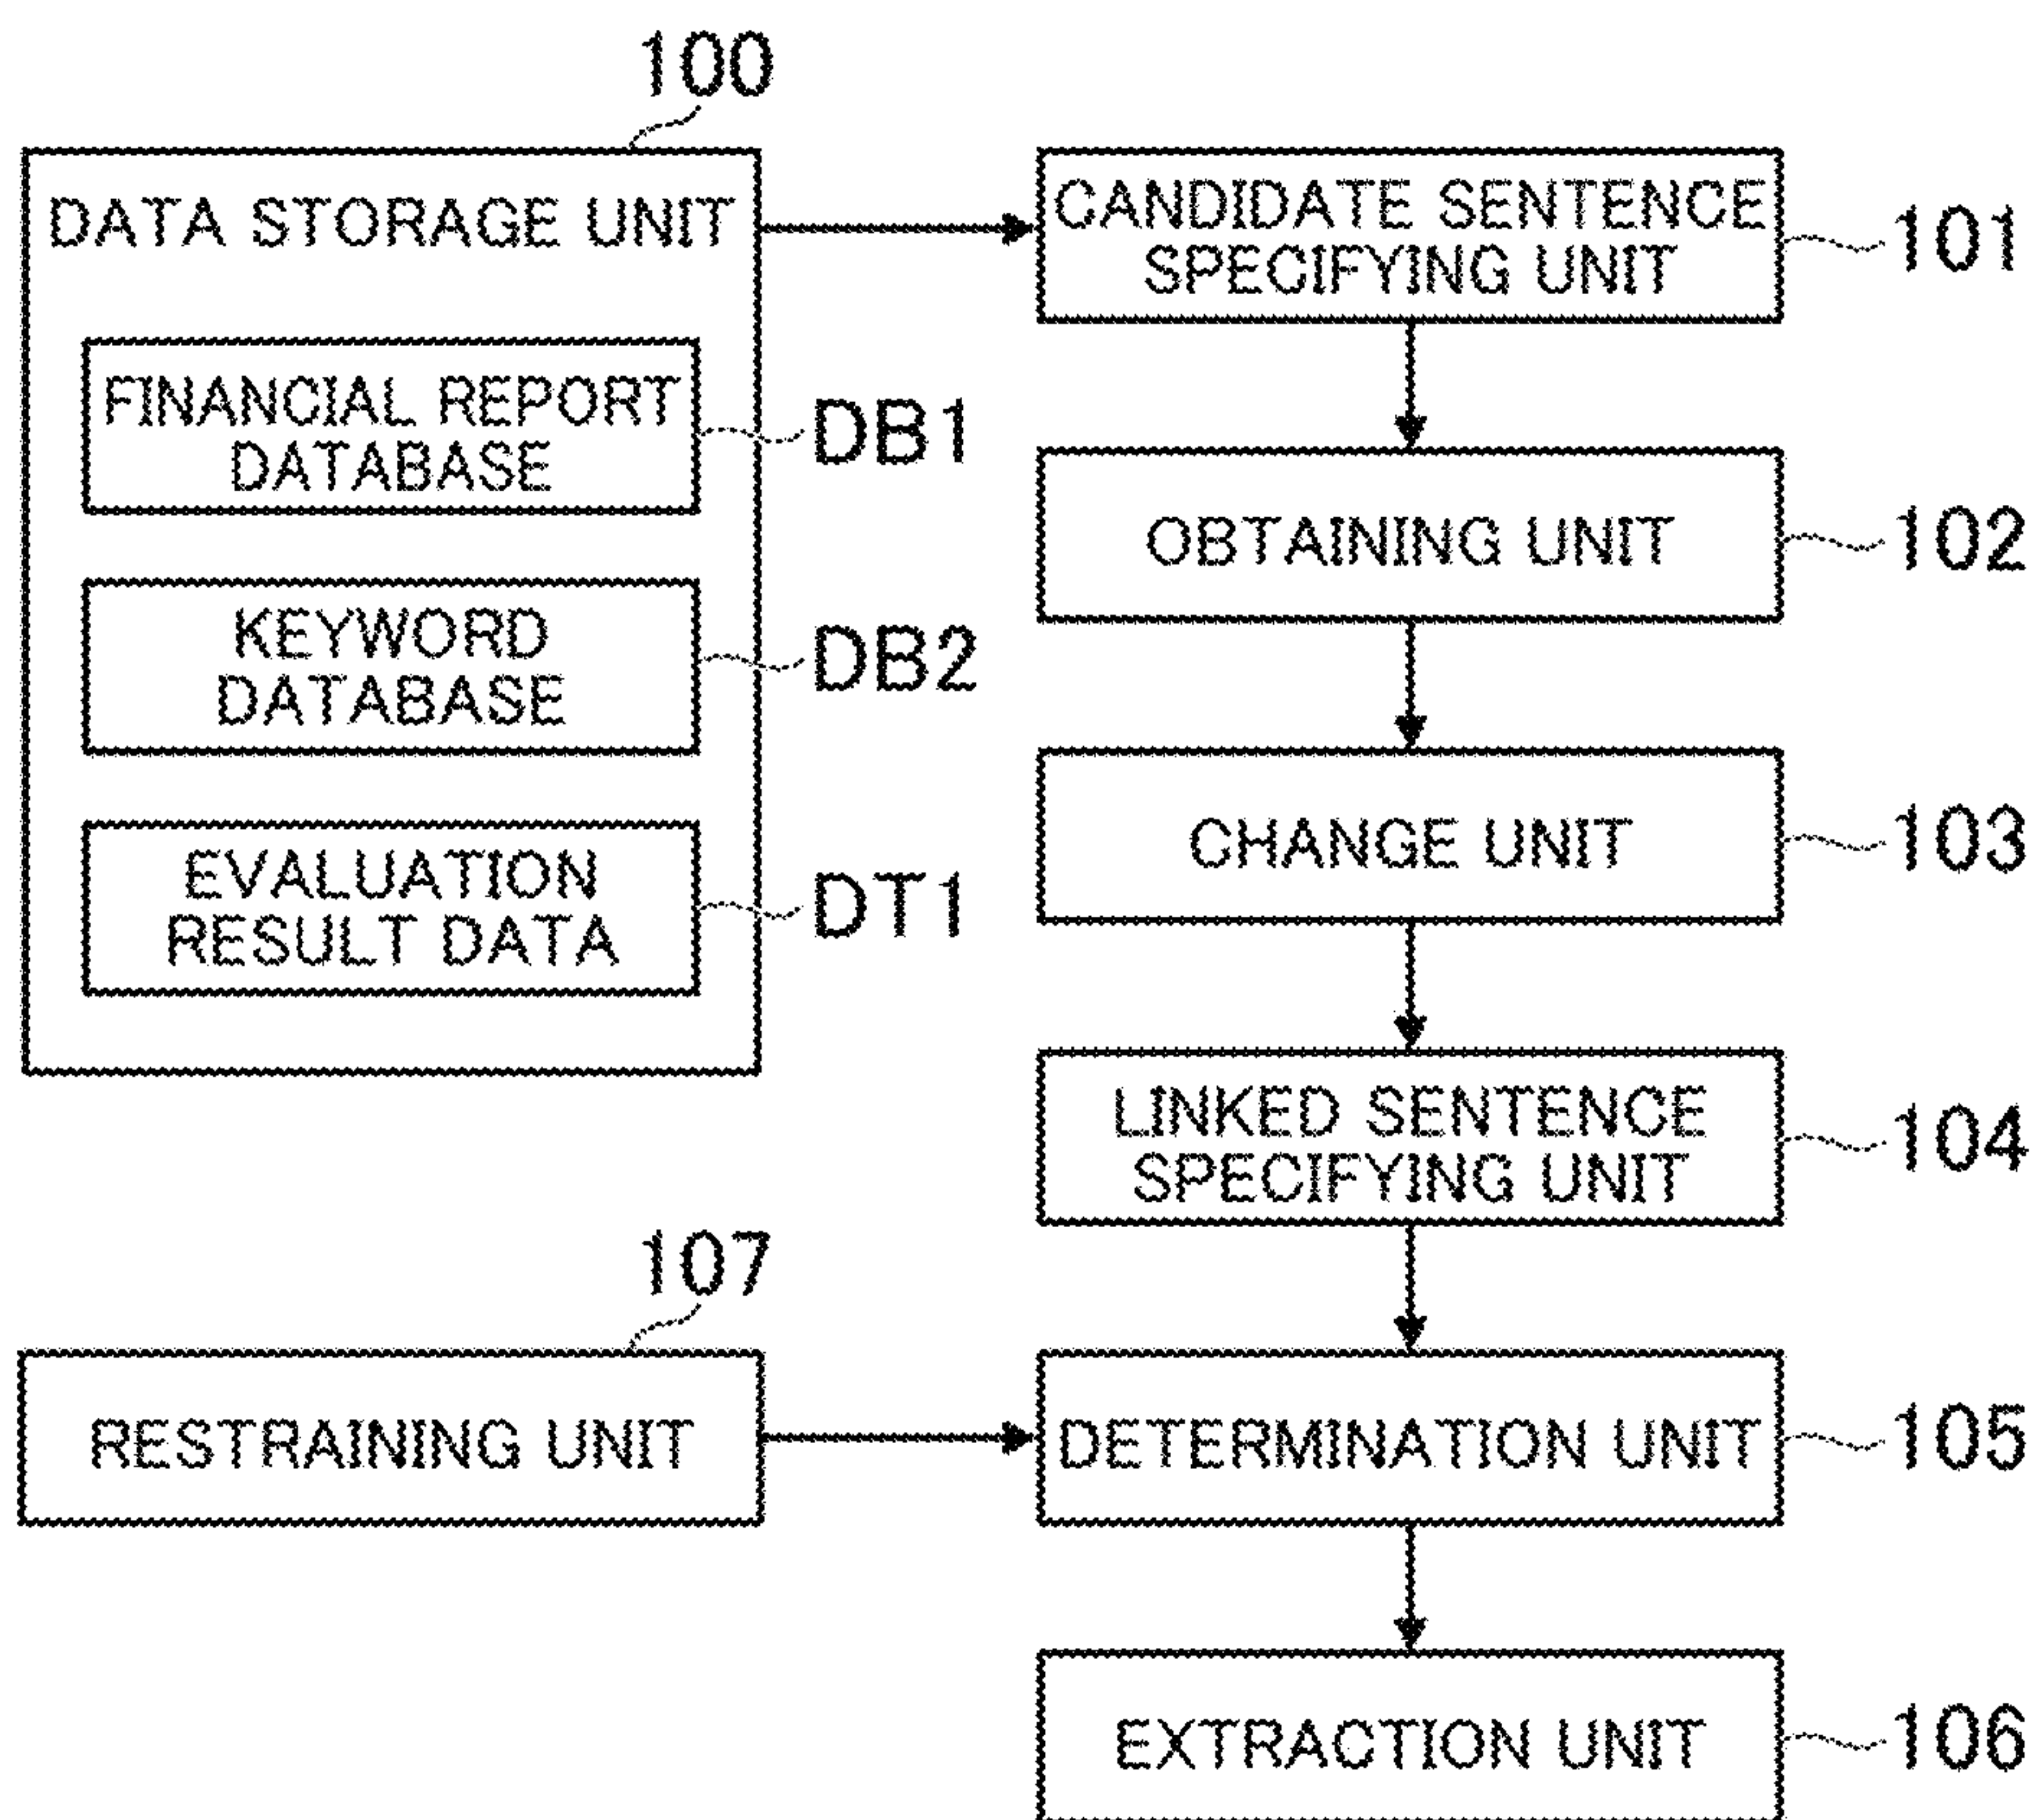 100
DATA STORAGE UNIT
FINANCIAL REPORT
DATABASE
DB1
KEYWORD
DATABASE
DB2
EVALUATION
RESULT DATA
DT1
CANDIDATE SENTENCE
SPECIFYING UNIT
101
OBTAINING UNIT
102
CHANGE UNIT
103
LINKED SENTENCE
SPECIFYING UNIT
104
107
RESTRAINING UNIT
DETERMINATION UNIT
105
EXTRACTION UNIT
106